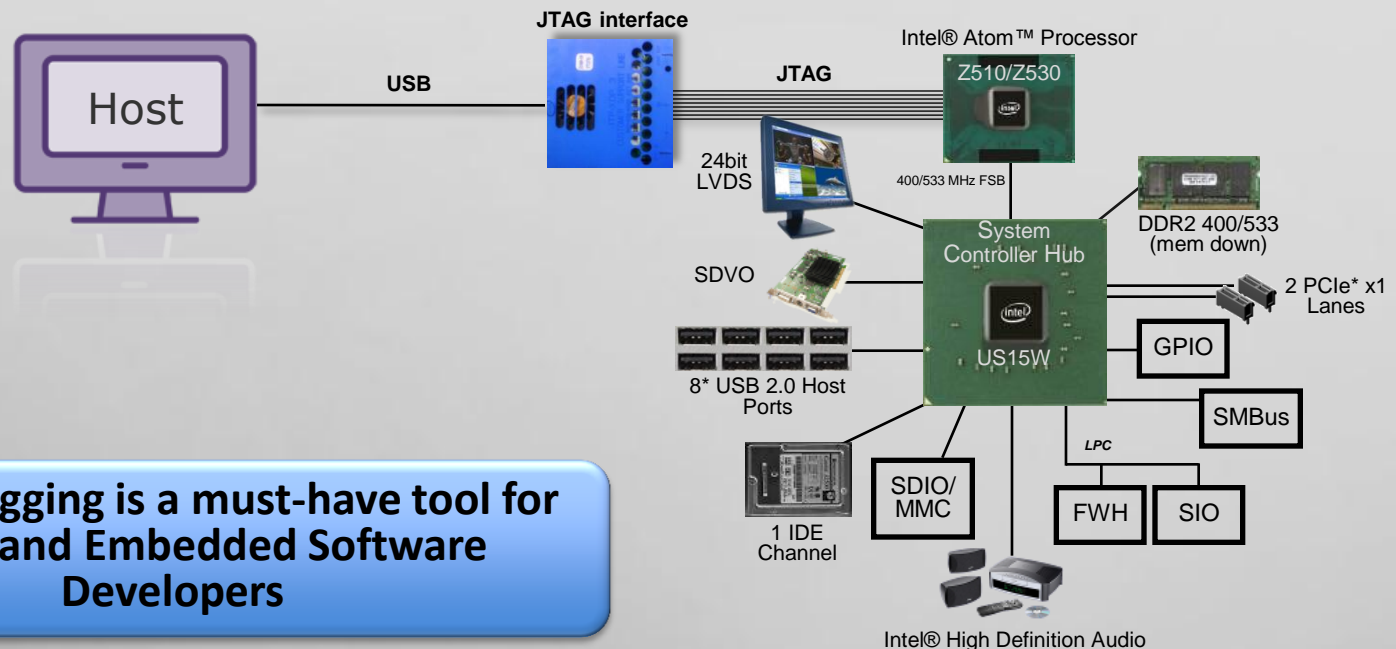 JTAG interface
Host
USB
JTAG
Intel® Atom™ Processor
Z510/Z530
intel
24bit
LVDS
400/533 MHz FSB
DDR2 400/533
(mem down)
System
Controller Hub
intel
US15W
SDVO
2 PCIe* x1
Lanes
GPIO
8* USB 2.0 Host
Ports
SMBus
LPC
1 IDE
Channel
SDIO/
MMC
FWH
SIO
Intel® High Definition Audio
gging is a must-have tool for
and Embedded Software
Developers